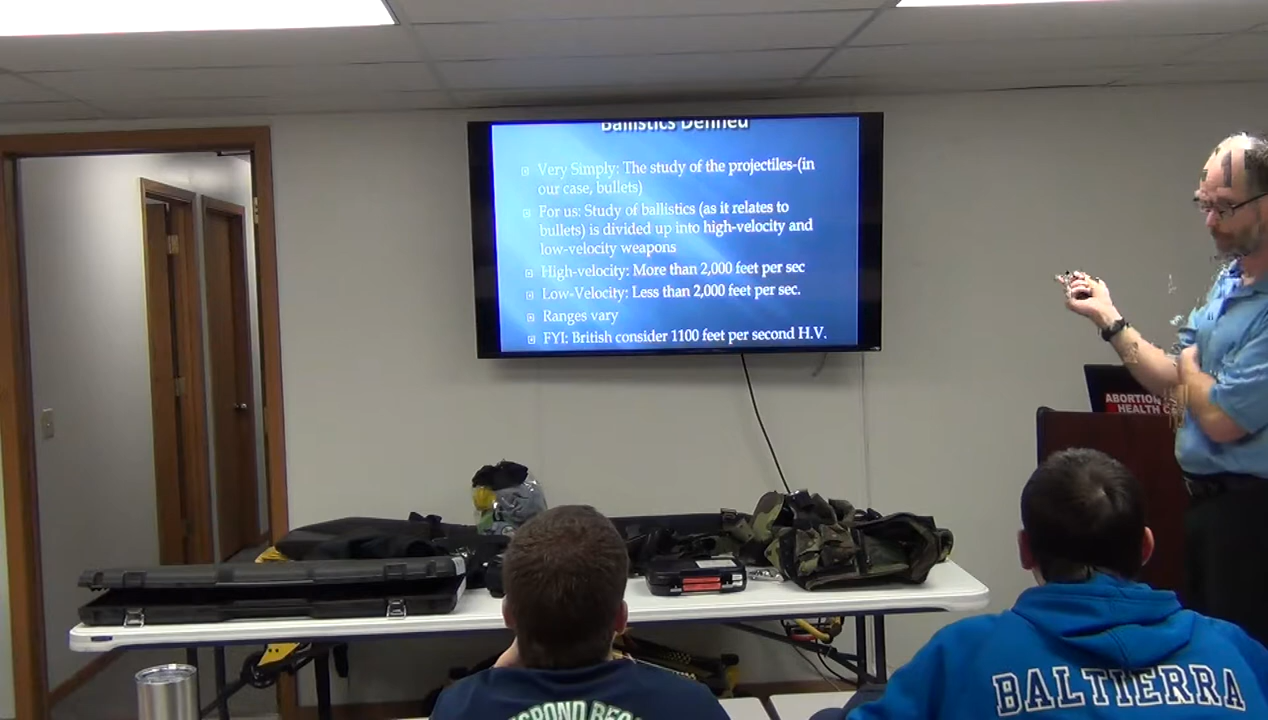 Ballistics Defined
Very Simply: The study of the projectiles-(in
our case, bullets)
For us: Study of ballistics (as it relates to
bullets) is divided up into high-velocity and
low-velocity weapons
High-velocity: More than 2,000 feet per sec
Low-Velocity: Less than 2,000 feet per sec.
Ranges vary
FYI: British consider 1100 feet per second H.V.
ABORTION
HEALTH
BALTIERRA